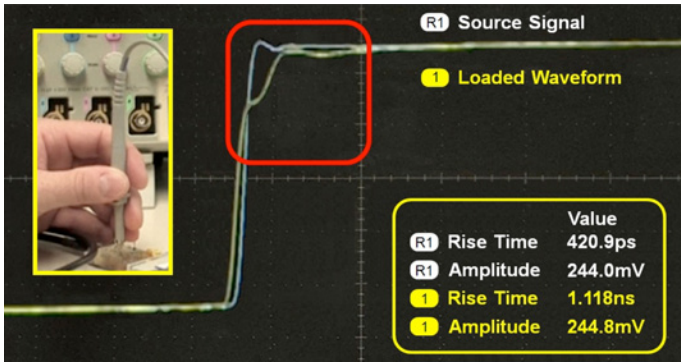 R1 Source Signal
1 Loaded Waveform
Value
R1 Rise Time 420.9ps
R1 Amplitude 244.0mV
1 Rise Time 1.118ns
1 Amplitude 244.8mV